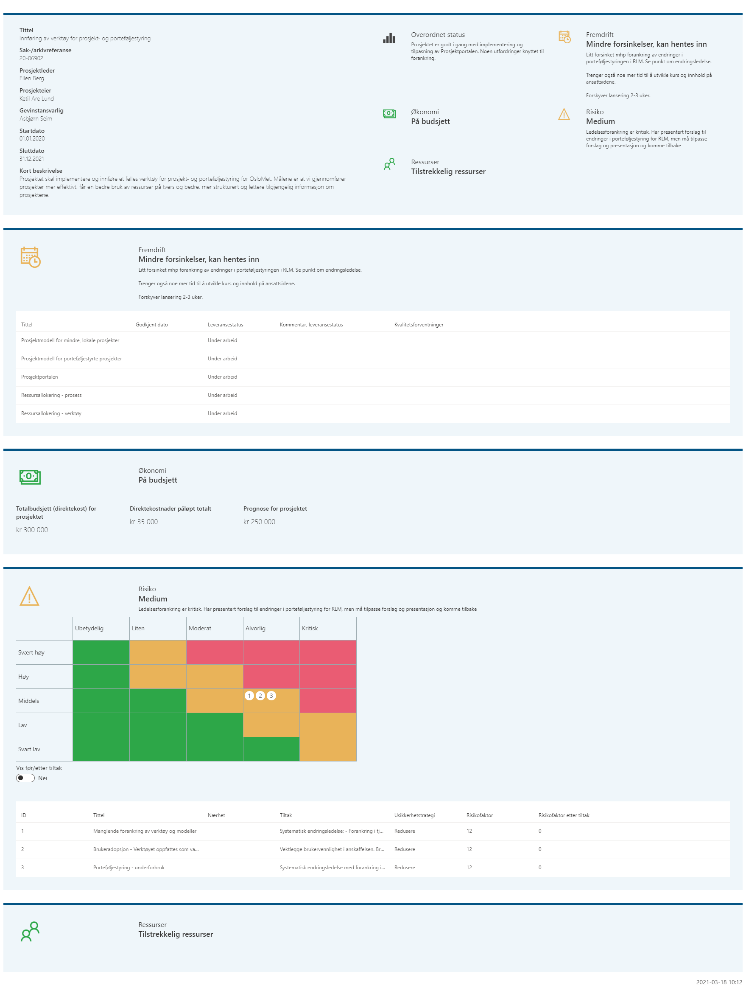 Tittel
Innføring av verktøy for prosjekt- og porteføljestyring
Sak-/arkivreferanse
20-06902
Prosjektleder
Ellen Berg
Prosjekteier
Ketil Are Lund
Gevinstansvarlig
Asbjørn Seim
Startdato
01.01.2020
Sluttdato
31.12.2021
Kort beskrivelse
Prosjektet skal implementere og innføre et felles verktøy for prosjekt- og porteføljestyring for OsloMet. Målene er at vi gjennomfører
prosjekter mer effektivt, får en bedre bruk av ressurser på tvers og bedre, mer strukturert og lettere tilgjengelig informasjon om
prosjektene.
Overordnet status
Prosjektet er godt i gang med implementering og
tilpasning av Prosjektportalen. Noen utfordringer knyttet til
forankring.
Fremdrift
Mindre forsinkelser, kan hentes inn
Litt forsinket mhp forankring av endringer i
porteføljestyringen i RLM. Se punkt om endringsledelse.
Trenger også noe mer tid til å utvikle kurs og innhold på
ansattsidene.
Forskyver lansering 2-3 uker.
Økonomi
På budsjett
Risiko
Medium
Ledelsesforankring er kritisk. Har presentert forslag til
endringer i porteføljestyring for RLM, men må tilpasse
forslag og presentasjon og komme tilbake
Ressurser
Tilstrekkelig ressurser
Fremdrift
Mindre forsinkelser, kan hentes inn
Litt forsinket mhp forankring av endringer i porteføljestyringen i RLM. Se punkt om endringsledelse.
Trenger også noe mer tid til å utvikle kurs og innhold på ansattsidene.
Forskyver lansering 2-3 uker.
Tittel Godkjent dato Leveransestatus Kommentar, leveransestatus Kvalitetsforventninger
Prosjektmodell for mindre, lokale prosjekter Under arbeid
Prosjektmodell for porteføljestyrte prosjekter Under arbeid
Prosjektportalen Under arbeid
Ressursallokering - prosess Under arbeid
Ressursallokering - verktøy Under arbeid
Økonomi
På budsjett
Totalbudsjett (direktekost) for
prosjektet
kr 300 000
Direktekostnader påløpt totalt
kr 35 000
Prognose for prosjektet
kr 250 000
Risiko
Medium
Ledelsesforankring er kritisk. Har presentert forslag til endringer i porteføljestyring for RLM, men må tilpasse forslag og presentasjon og komme tilbake
Ubetydelig Liten Moderat Alvorlig Kritisk
Svært høy
Høy
Middels 1 2 3
Lav
Svart lav
Vis før/etter tiltak
Nei
ID Tittel Nærhet Tiltak Usikkerhetstrategi Risikofaktor Risikofaktor etter tiltak
1 Manglende forankring av verktøy og modeller Systematisk endringsledelse: - Forankring i tj... Redusere 12 0
2 Brukeradopsjon - Verktøyet oppfattes som va... Vektlegge brukervennlighet i anskaffelsen. Br... Redusere 12 0
3 Porteføljestyring - underforbruk Systematisk endringsledelse med forankring i... Redusere 12 0
Ressurser
Tilstrekkelig ressurser
2021-03-18 10:12